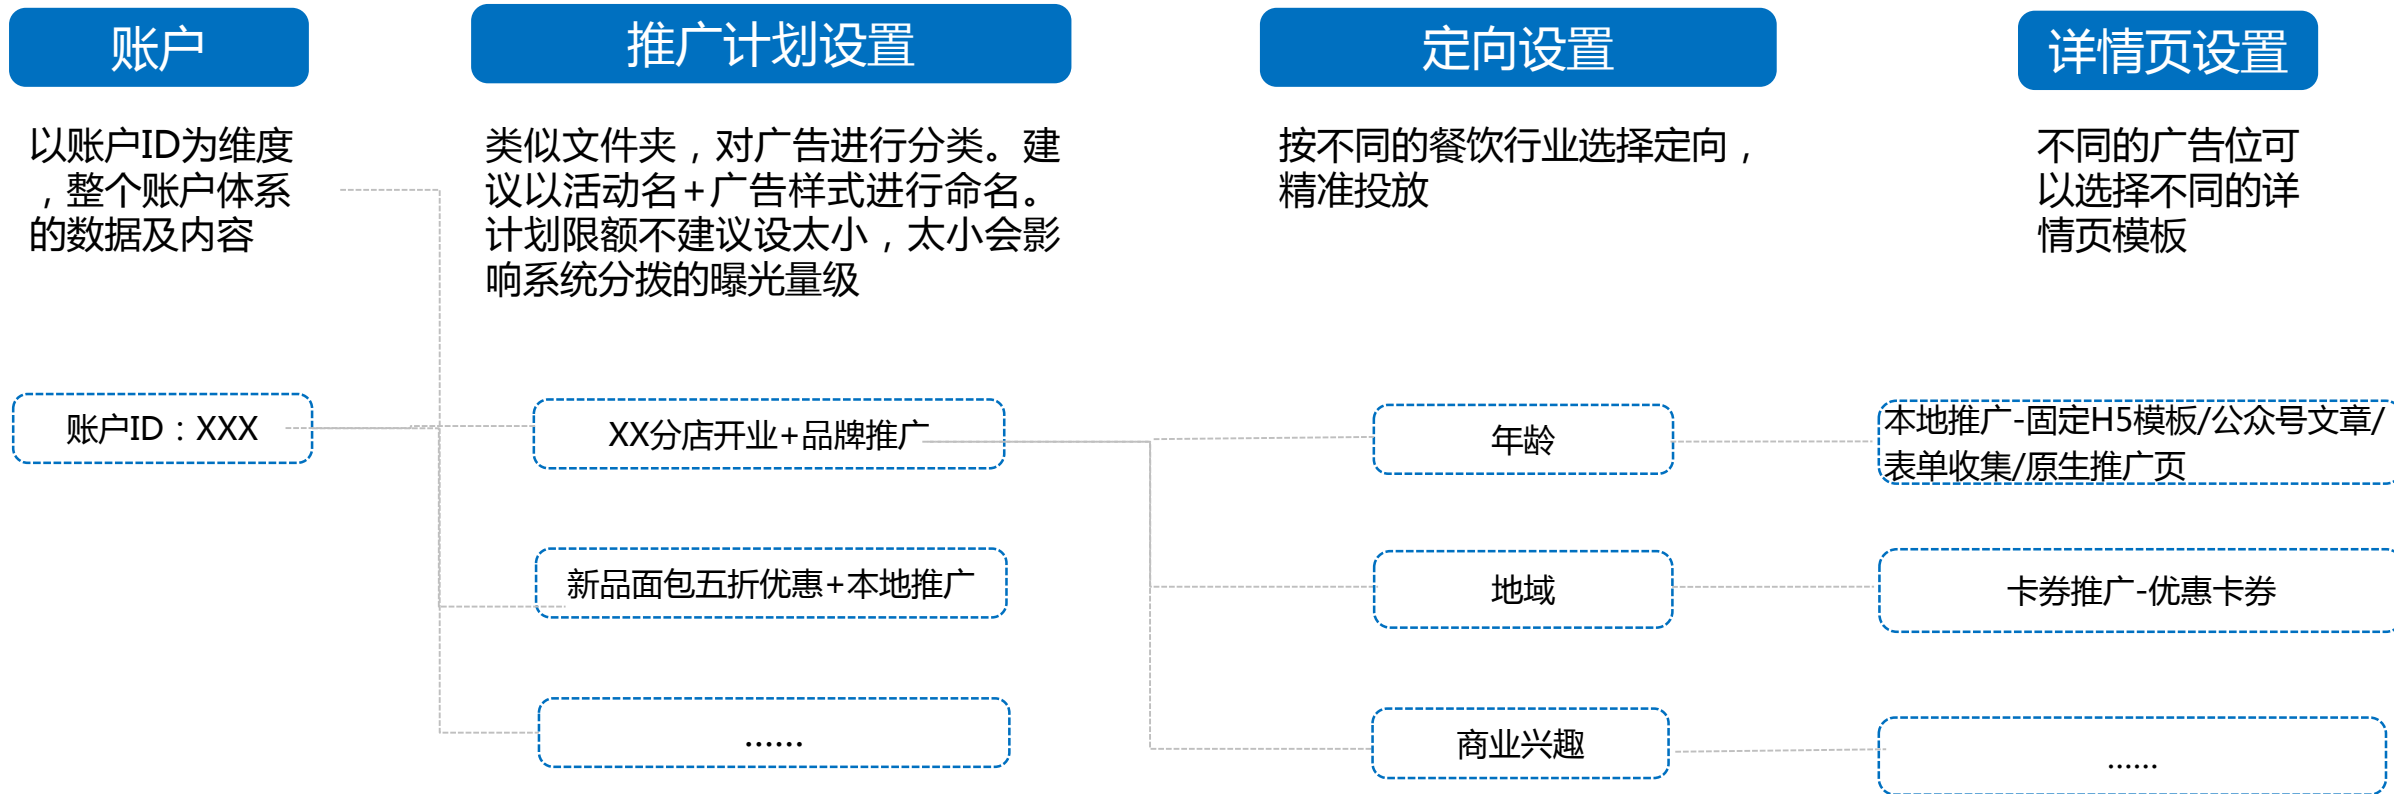 账户
推广计划设置
定向设置
详情页设置
以账户ID为维度
，整个账户体系
的数据及内容
类似文件夹，对广告进行分类。建
议以活动名+广告样式进行命名。
计划限额不建议设太小，太小会影
响系统分拨的曝光量级
按不同的餐饮行业选择定向，
精准投放
不同的广告位可
以选择不同的详
情页模板
账户ID：XXX
XX分店开业+品牌推广
年龄
本地推广-固定H5模板/公众号文章/
表单收集/原生推广页
新品面包五折优惠+本地推广
地域
卡券推广-优惠卡券
......
商业兴趣
......